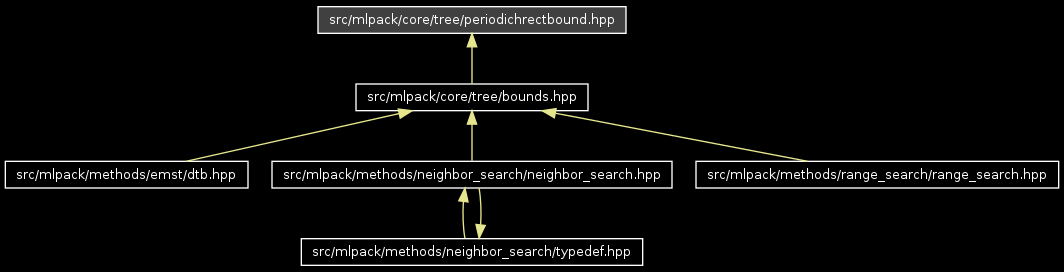 src/mlpack/core/tree/periodichrectbound.hpp
src/mlpack/core/tree/bounds.hpp
src/mlpack/methods/emst/dtb.hpp
src/mlpack/methods/neighbor_search/neighbor_search.hpp
src/mlpack/methods/range_search/range_search.hpp
src/mlpack/methods/neighbor_search/typedef.hpp